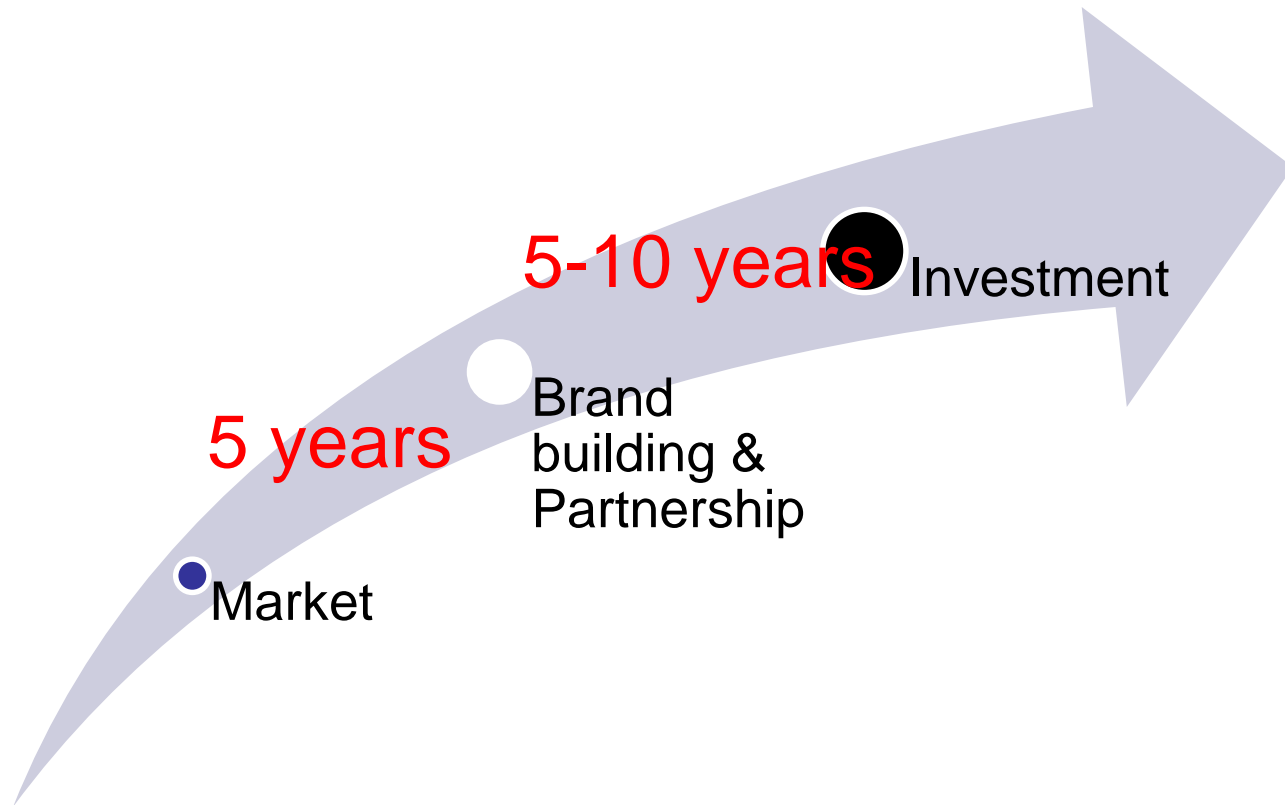 5-10 years
Investment
Brand
building &
Partnership
5 years
Market